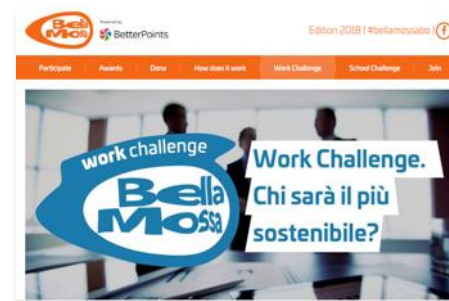 Bella
Mossa
Powered by
BetterPoints
Edition 2018 | #bellamossabo |
Participate Awards Dona How does it work Work Challenge School Challenge Join
work challenge
Bella
Mossa
Work Challenge.
Chi sarà il più
sostenibile?